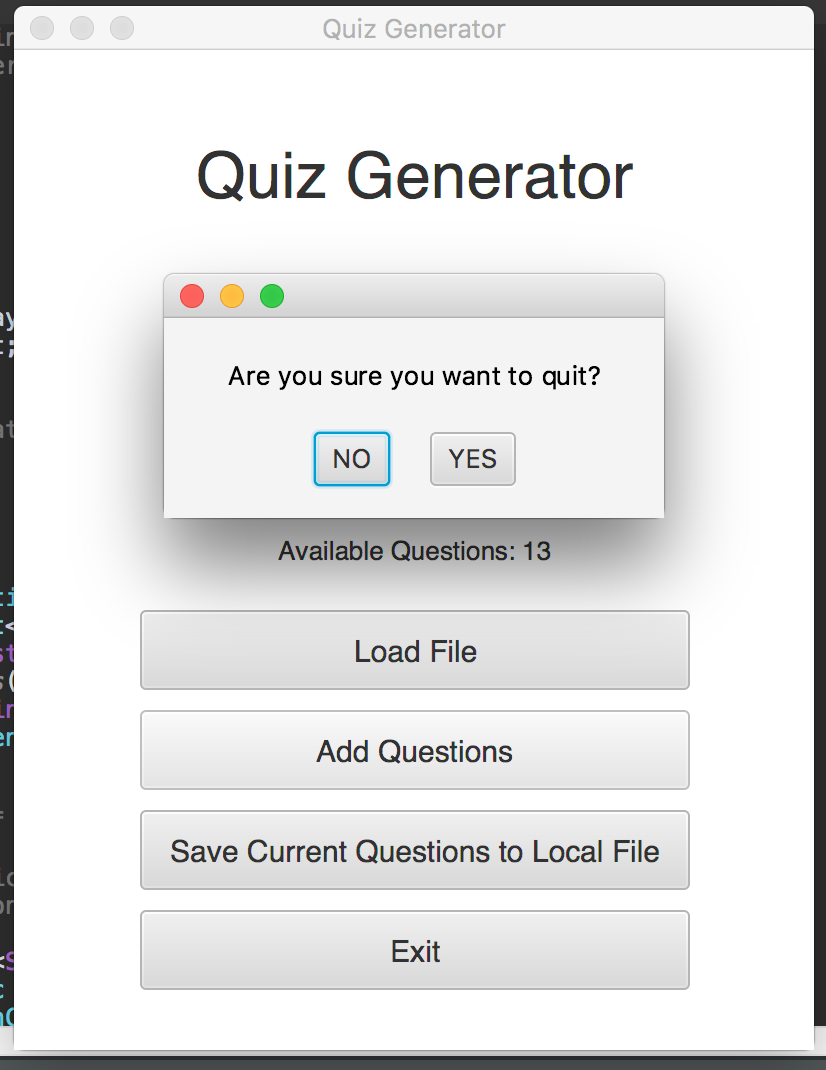 Quiz Generator
Quiz Generator
Are you sure you want to quit?
NO YES
Available Questions: 13
Load File
Add Questions
Save Current Questions to Local File
Exit